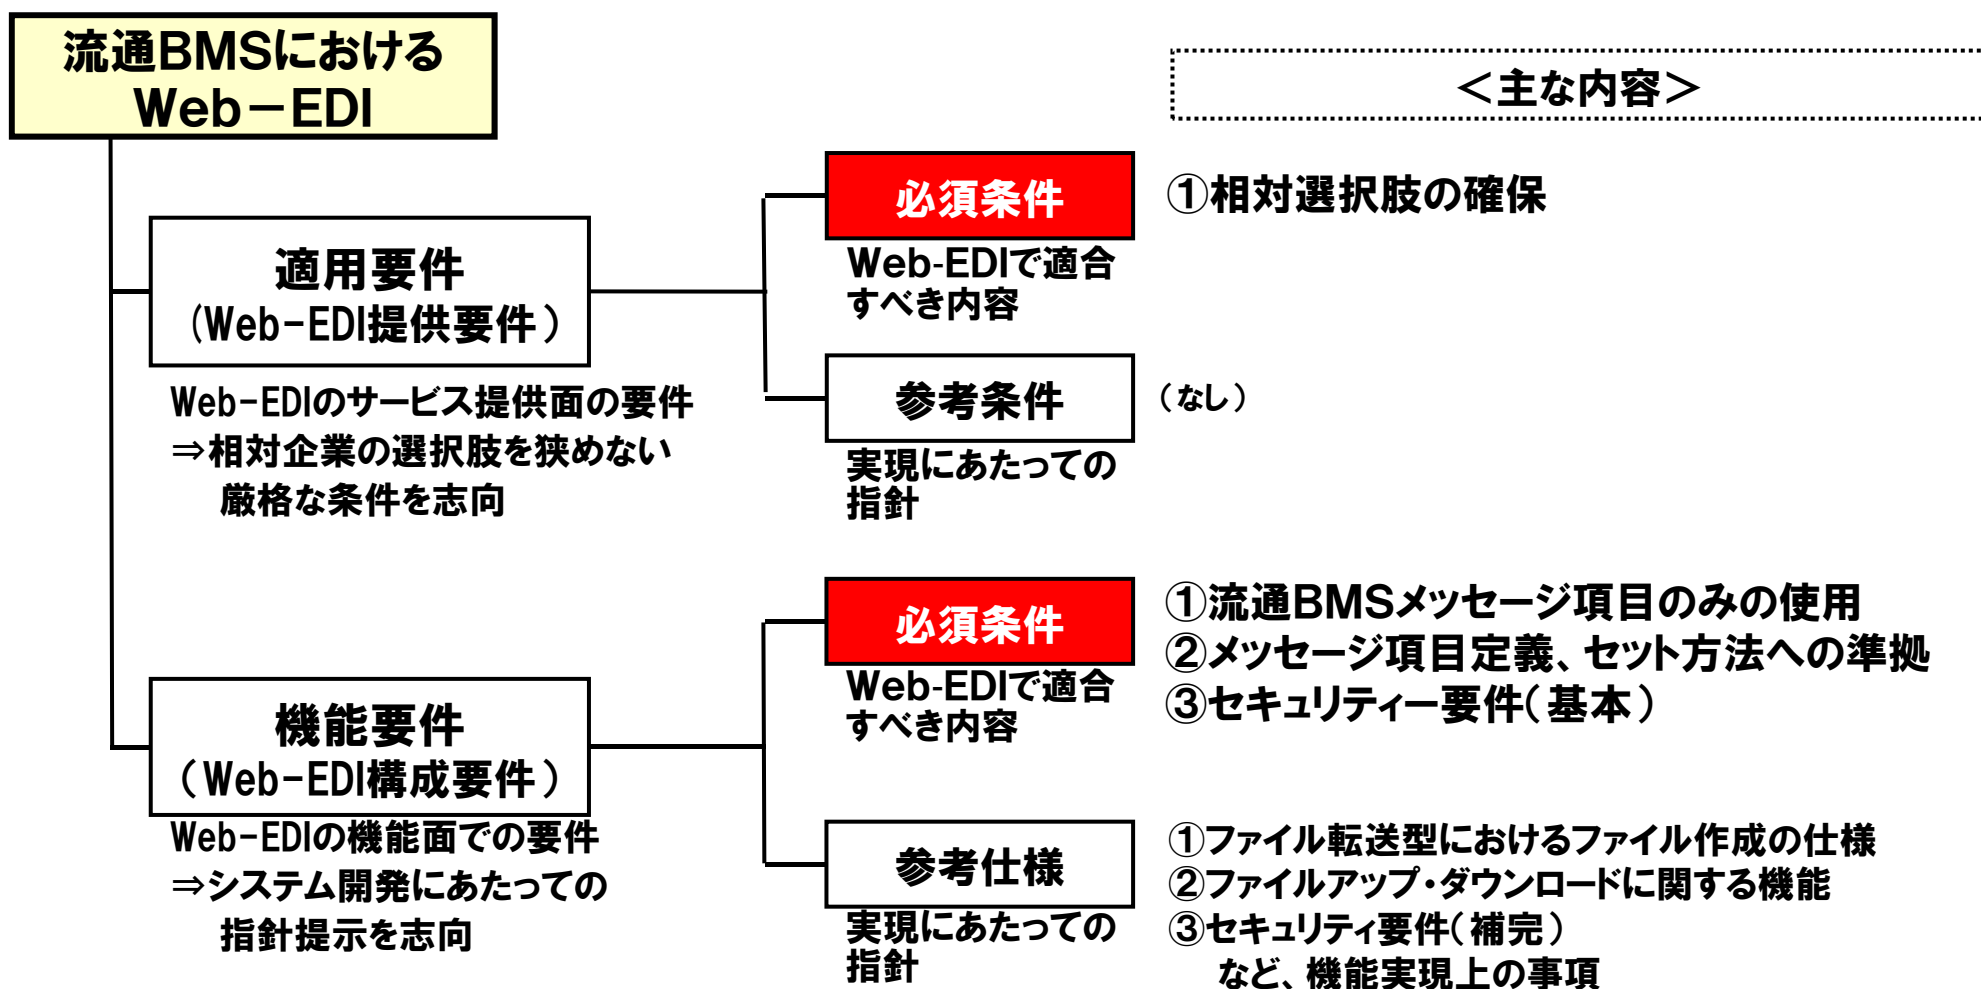 流通BMSにおける
Web－EDI
＜主な内容＞
必須条件
①相対選択肢の確保
Web-EDIで適合
すべき内容
適用要件
(Web-EDI提供要件)
Web-EDIのサービス提供面の要件
⇒相対企業の選択肢を狭めない
厳格な条件を志向
参考条件
（なし）
実現にあたっての
指針
必須条件
Web-EDIで適合
すべき内容
①流通BMSメッセージ項目のみの使用
②メッセージ項目定義、セット方法への準拠
③セキュリティー要件（基本）
機能要件
（Web-EDI構成要件）
Web-EDIの機能面での要件
⇒システム開発にあたっての
指針提示を志向
参考仕様
実現にあたっての
指針
①ファイル転送型におけるファイル作成の仕様
②ファイルアップ・ダウンロードに関する機能
③セキュリティ要件（補完）
など、機能実現上の事項